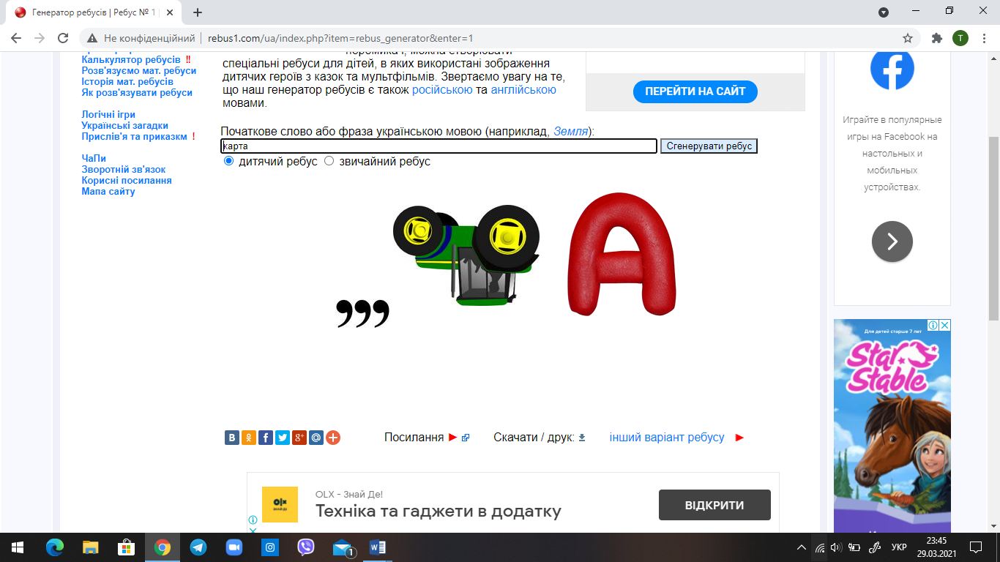 Генератор ребусів | Ребус № 1
Не конфіденційний
rebus1.com/ua/index.php?item=rebus_generator&enter=1
T
Калькулятор ребусів !!
Розв'язуємо мат. ребуси
Історія мат. ребусів
Як розв'язувати ребуси
Логічні ігри
Українські загадки
Прислів'я та приказкм !
ЧаПи
Зворотній зв'язок
Корисні посилання
Мапа сайту
спеціальні ребуси для дітей, в яких використані зображення
дитячих героїв з казок та мультфільмів. Звертаємо увагу на те,
що наш генератор ребусів є також російською та англійською
мовами.
ПЕРЕЙТИ НА САЙТ
Початкове слово або фраза українською мовою (наприклад, Земля):
карта
Сгенерувати ребус
дитячий ребус звичайний ребус
,,,
А
Посилання
Скачати / друк:
інший варіант ребусу
OLX - Знай Де!
Техніка та гаджети в додатку
ВІДКРИТИ
Играйте в популярные
игры на Facebook на
настольных и
мобильных
устройствах.
Для детей старше 7 лет
Star
Stable
1
УКР
23:45
29.03.2021